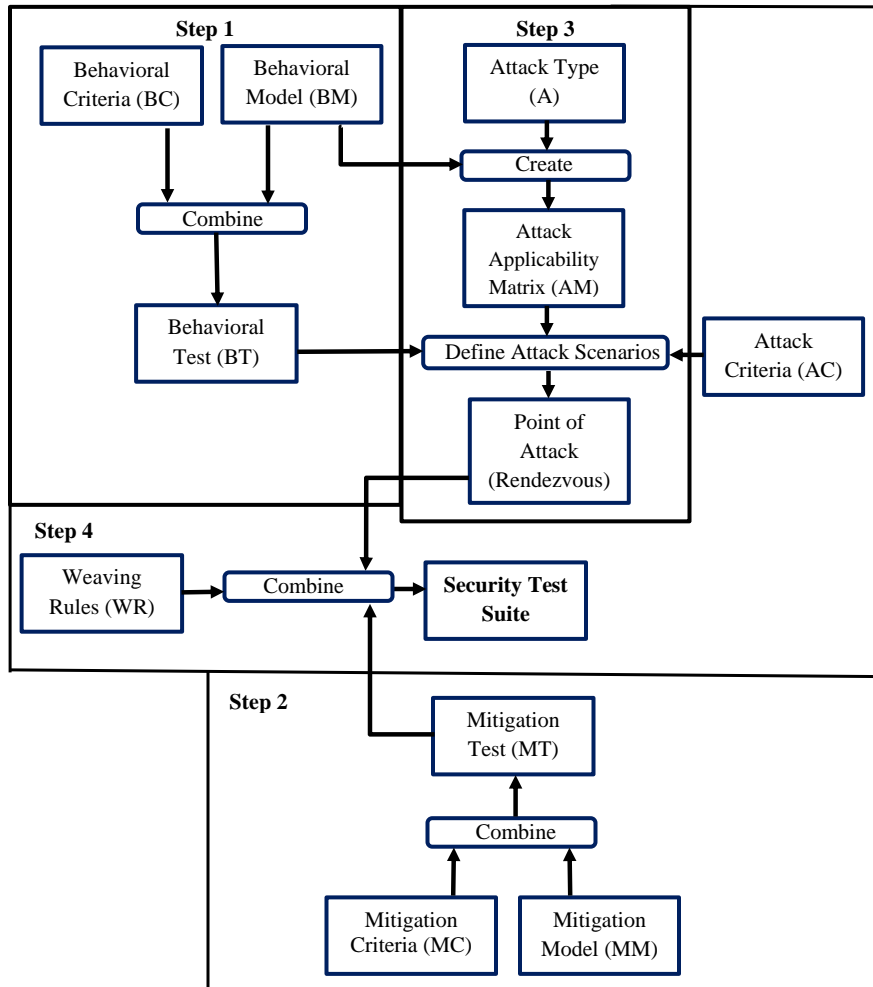 Step 1
Behavioral
Criteria (BC)
Behavioral
Model (BM)
Combine
Behavioral
Test (BT)
Step 3
Attack Type
(A)
Create
Attack
Applicability
Matrix (AM)
Define Attack Scenarios
Attack
Criteria (AC)
Point of
Attack
(Rendezvous)
Step 4
Weaving
Rules (WR)
Combine
Security Test
Suite
Step 2
Mitigation
Test (MT)
Combine
Mitigation
Criteria (MC)
Mitigation
Model (MM)